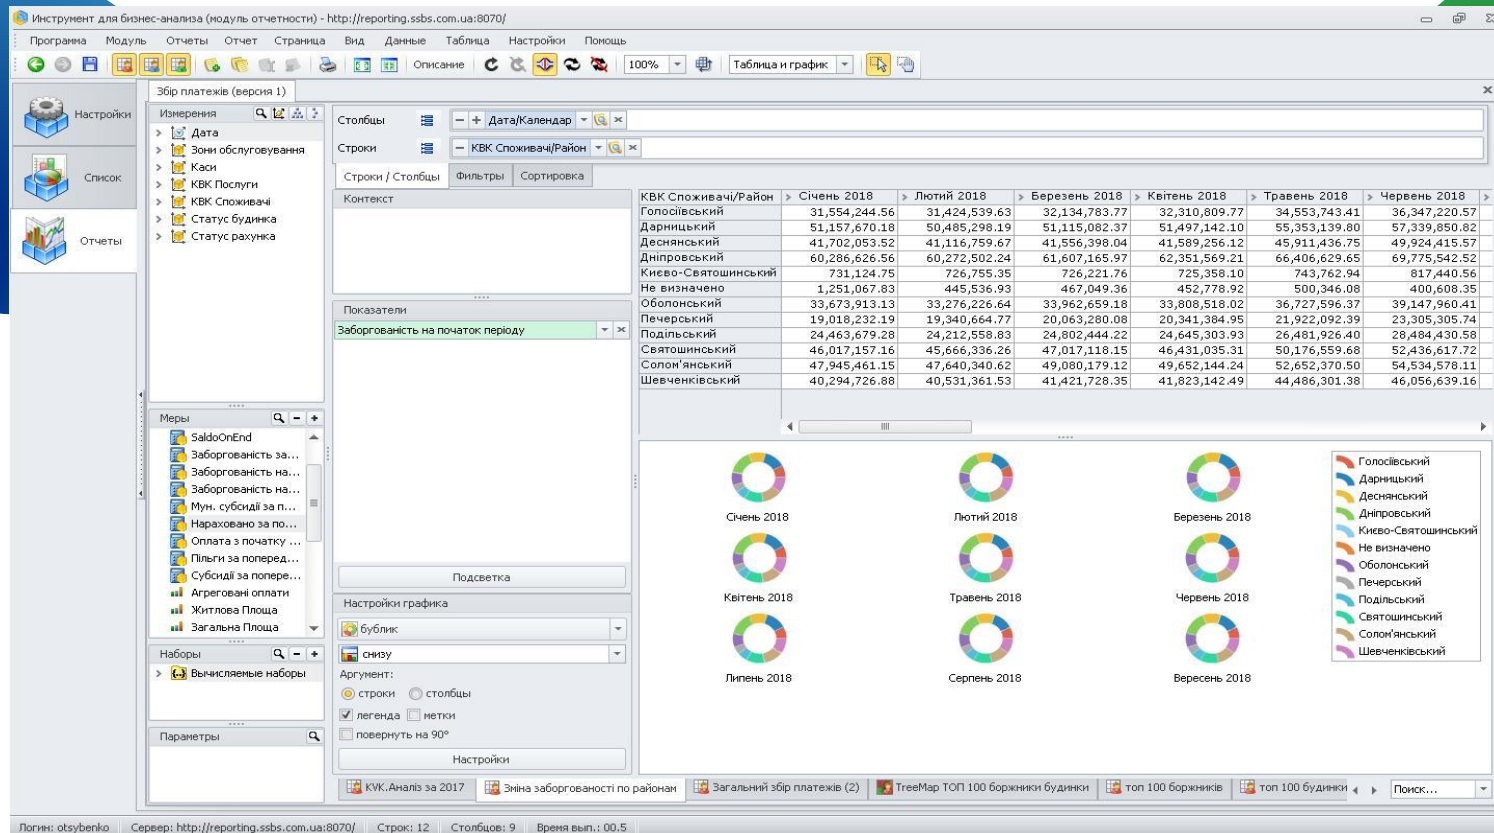 Инструмент для бизнес-анализа (модуль отчетности) - http://reporting.ssbs.com.ua:8070/
Программа Модуль Отчеты Отчет Страница Вид Данные Таблица Настройки Помощь
Описание 100% Таблица и график
Збір платежів (версия 1)
Настройки
Список
Отчеты
Измерения
Дата
Зони обслуговування
Каси
КВК Послуги
КВК Споживачі
Статус будинка
Статус рахунка
Меры
SaldoOnEnd
Заборгованість за...
Заборгованість на...
Заборгованість на...
Мун. субсидії за п...
Нараховано за по...
Оплата з початку ...
Пільги за поперед...
Субсидії за попере...
Агреговані оплати
Житлова Площа
Загальна Площа
Наборы
Вычисляемые наборы
Параметры
Столбцы Дата/Календар
Строки КВК Споживачі/Район
Строки / Столбцы Фильтры Сортировка
Контекст
Показатели
Заборгованість на початок періоду
Подсветка
Настройки графика
бублик
снизу
Аргумент:
строки столбцы
легенда метки
повернуть на 90°
Настройки
КВК Споживачі/Район Січень 2018 Лютий 2018 Березень 2018 Квітень 2018 Травень 2018 Червень 2018
Голосіївський 31,554,244.56 31,424,539.63 32,134,783.77 32,310,809.77 34,553,743.41 36,347,220.57
Дарницький 51,157,670.18 50,485,298.19 51,115,082.37 51,497,142.10 55,353,139.80 57,339,850.82
Деснянський 41,702,053.52 41,116,759.67 41,556,398.04 41,589,256.12 45,911,436.75 49,924,415.57
Дніпровський 60,286,626.56 60,272,502.24 61,607,165.97 62,351,569.21 66,406,629.65 69,775,542.52
Києво-Святошинський 731,124.75 726,755.35 726,221.76 725,358.10 743,762.94 817,440.56
Не визначено 1,251,067.83 445,536.93 467,049.36 452,778.92 500,346.08 400,608.35
Оболонський 33,673,913.13 33,276,226.64 33,962,659.18 33,808,518.02 36,727,596.37 39,147,960.41
Печерський 19,018,232.19 19,340,664.77 20,063,280.08 20,341,384.95 21,922,092.39 23,305,305.74
Подільський 24,463,679.28 24,212,558.83 24,802,444.22 24,645,303.93 26,481,926.40 28,484,430.58
Святошинський 46,017,157.16 45,666,336.26 47,017,118.15 46,431,035.31 50,176,559.68 52,436,617.72
Солом'янський 47,945,461.15 47,640,340.62 49,080,179.12 49,652,144.24 52,652,370.50 54,534,578.11
Шевченківський 40,294,726.88 40,531,361.53 41,421,728.35 41,823,142.49 44,486,301.38 46,056,639.16
Січень 2018 Лютий 2018 Березень 2018
Квітень 2018 Травень 2018 Червень 2018
Липень 2018 Серпень 2018 Вересень 2018
Голосіївський
Дарницький
Деснянський
Дніпровський
Києво-Святошинський
Не визначено
Оболонський
Печерський
Подільський
Святошинський
Солом'янський
Шевченківський
KVK.Аналіз за 2017 Зміна заборгованості по районам Загальний збір платежів (2) TreeMap ТОП 100 боржники будинки топ 100 боржників топ 100 будинки Поиск...
Логин: otsybenko Сервер: http://reporting.ssbs.com.ua:8070/ Строк: 12 Столбцов: 9 Время вып.: 00.5